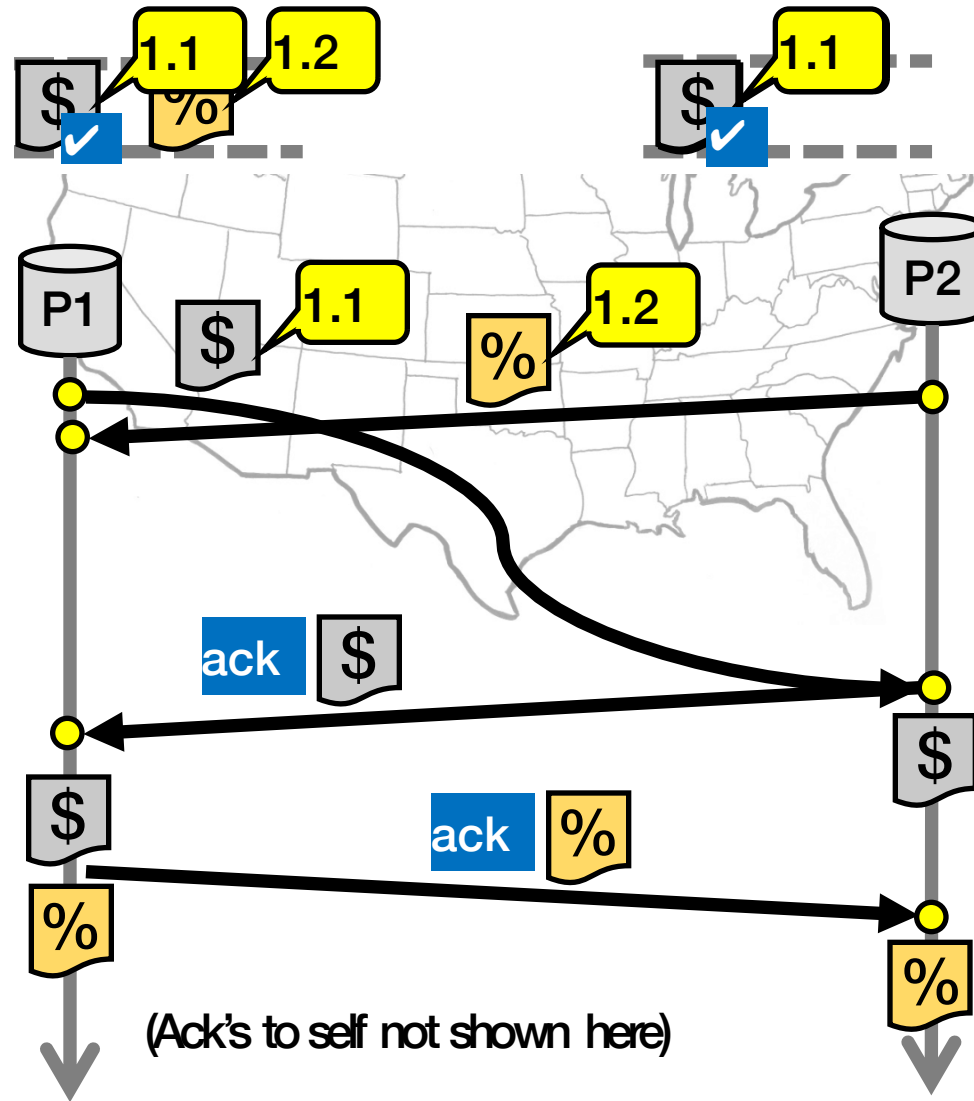 1.1 1.2 1.1
$ % $
✔ ✔
P1 P2
1.1 1.2
$ %
ack $
$ $
ack %
% %
(Ack's to self not shown here)